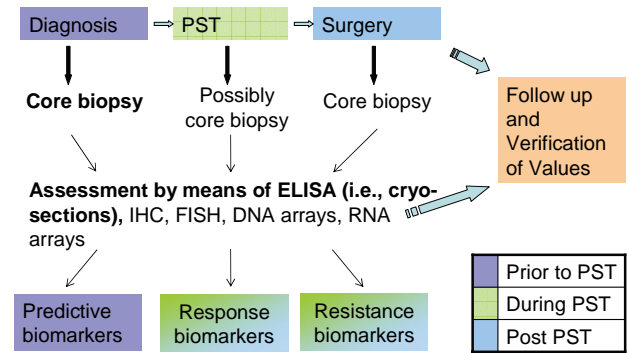 Diagnosis
PST
Surgery
Core biopsy
Possibly
core biopsy
Core biopsy
Follow up
and
Verification
of Values
Assessment by means of ELISA (i.e., cryo-
sections), IHC, FISH, DNA arrays, RNA
arrays
Predictive
biomarkers
Response
biomarkers
Resistance
biomarkers
Prior to PST
During PST
Post PST